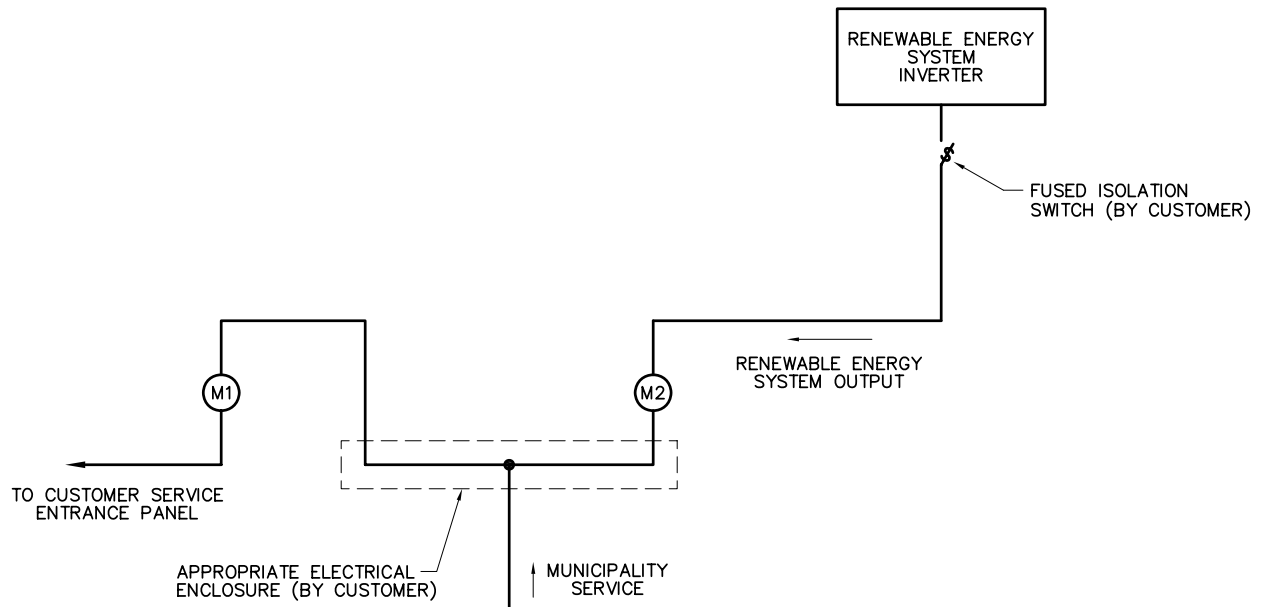 RENEWABLE ENERGY
SYSTEM
INVERTER
FUSED ISOLATION
SWITCH (BY CUSTOMER)
RENEWABLE ENERGY
SYSTEM OUTPUT
M1
M2
TO CUSTOMER SERVICE
ENTRANCE PANEL
APPROPRIATE ELECTRICAL
ENCLOSURE (BY CUSTOMER)
MUNICIPALITY
SERVICE